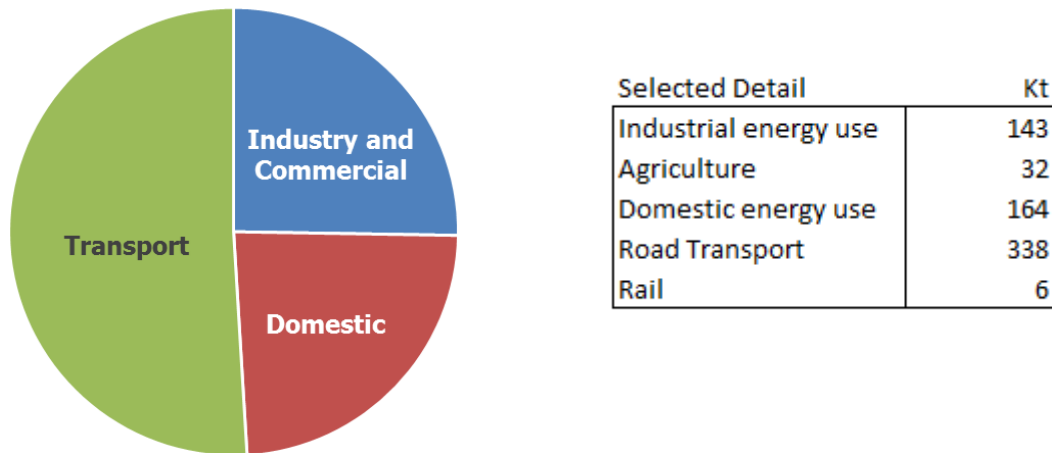 Industry and
Commercial
Transport
Domestic
Selected Detail Kt
Industrial energy use 143
Agriculture 32
Domestic energy use 164
Road Transport 338
Rail 6